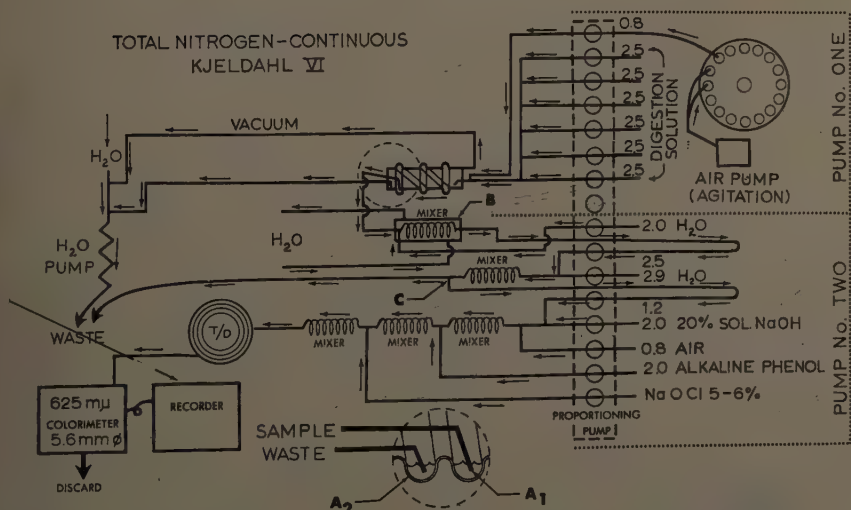 TOTAL NITROGEN-CONTINUOUS
KJELDAHL VI
0.8
2.5
2.5
2.5
2.5
2.5
2.5
DIGESTION
SOLUTION
AIR PUMP
(AGITATION)
PUMP No. ONE
VACUUM
H₂O
MIXER
B
H₂O
H₂O
PUMP
2.0 H₂O
2.5
MIXER
2.9 H₂O
C
1.2
2.0 20% SOL. NaOH
0.8 AIR
2.0 ALKALINE PHENOL
NaOCl 5-6%
PUMP No. TWO
WASTE
T/D
MIXER
MIXER
MIXER
PROPORTIONING
PUMP
625 mµ
COLORIMETER
5.6mm φ
RECORDER
DISCARD
SAMPLE
WASTE
A₂
A₁